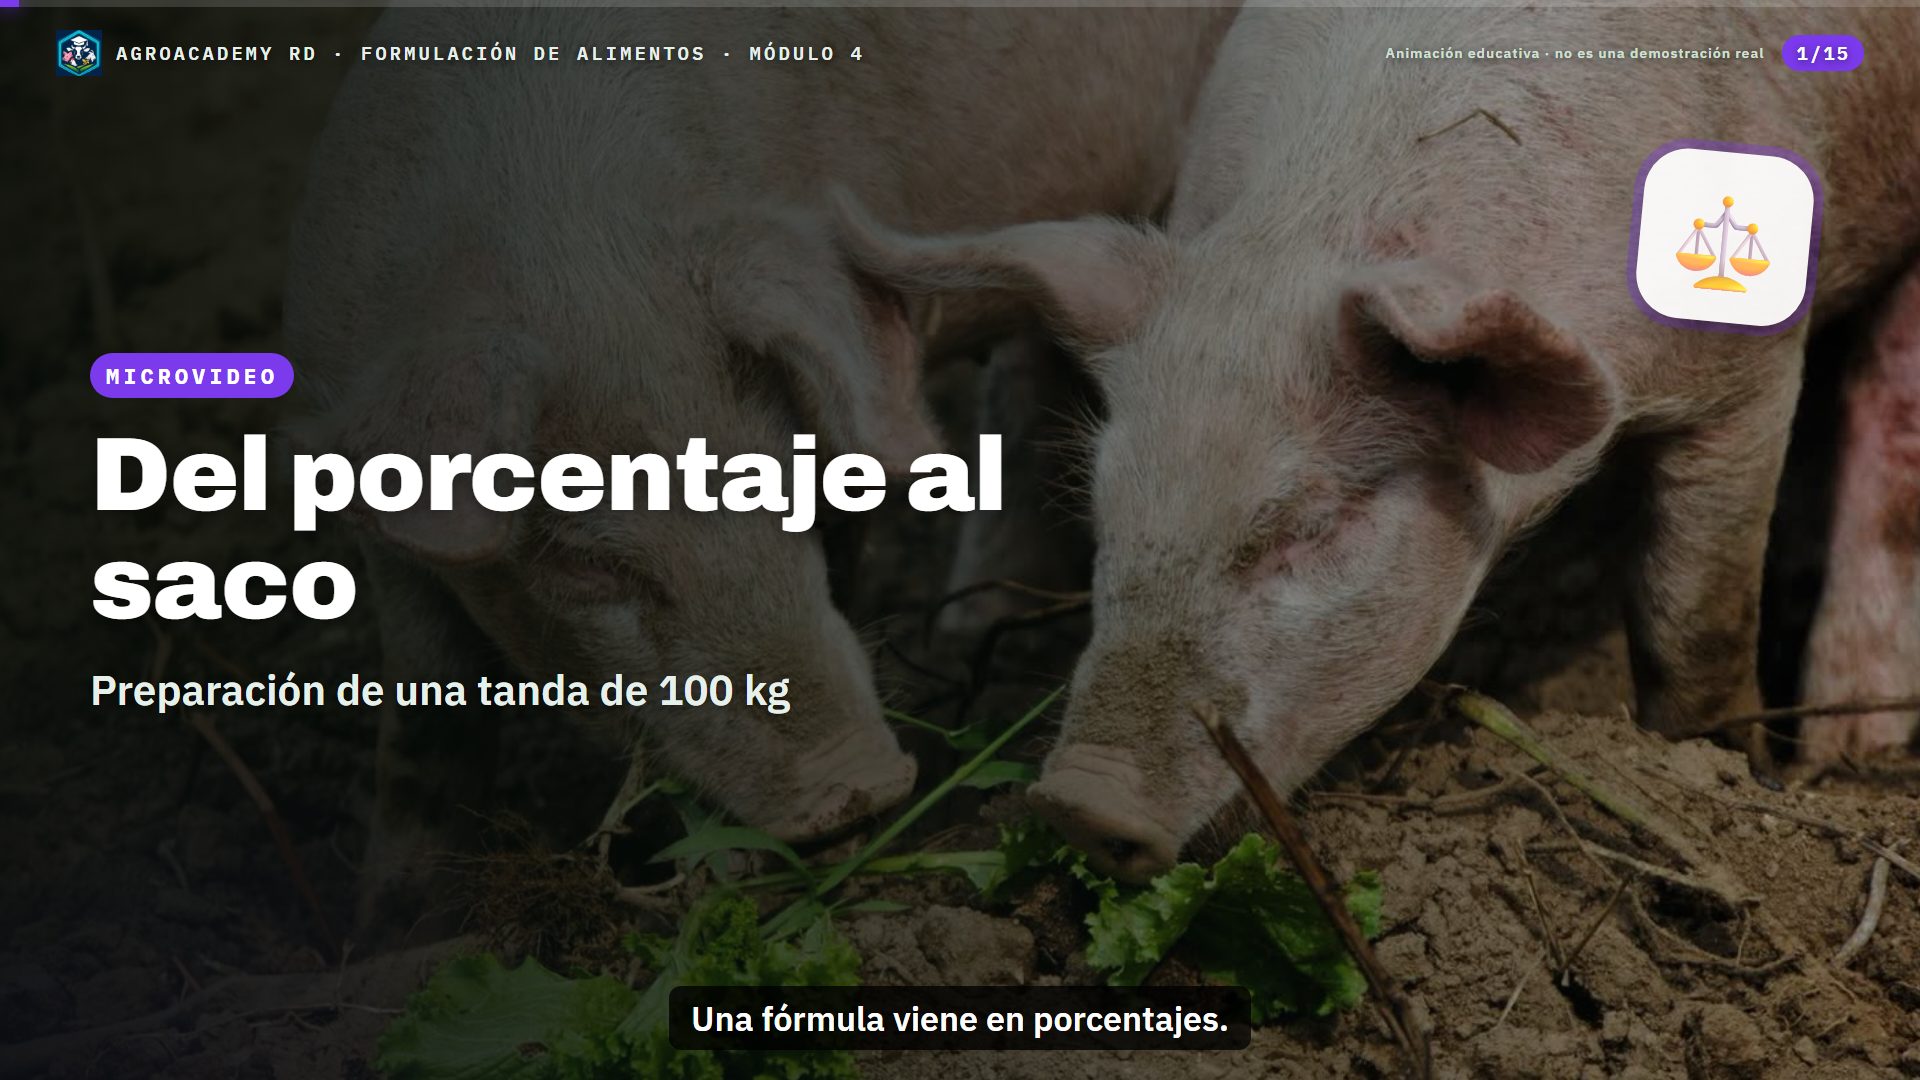 AGROACADEMY RD · FORMULACIÓN DE ALIMENTOS · MÓDULO 4
Animación educativa · no es una demostración real
1/15
MICROVIDEO
Del porcentaje al
saco
Preparación de una tanda de 100 kg
Una fórmula viene en porcentajes.